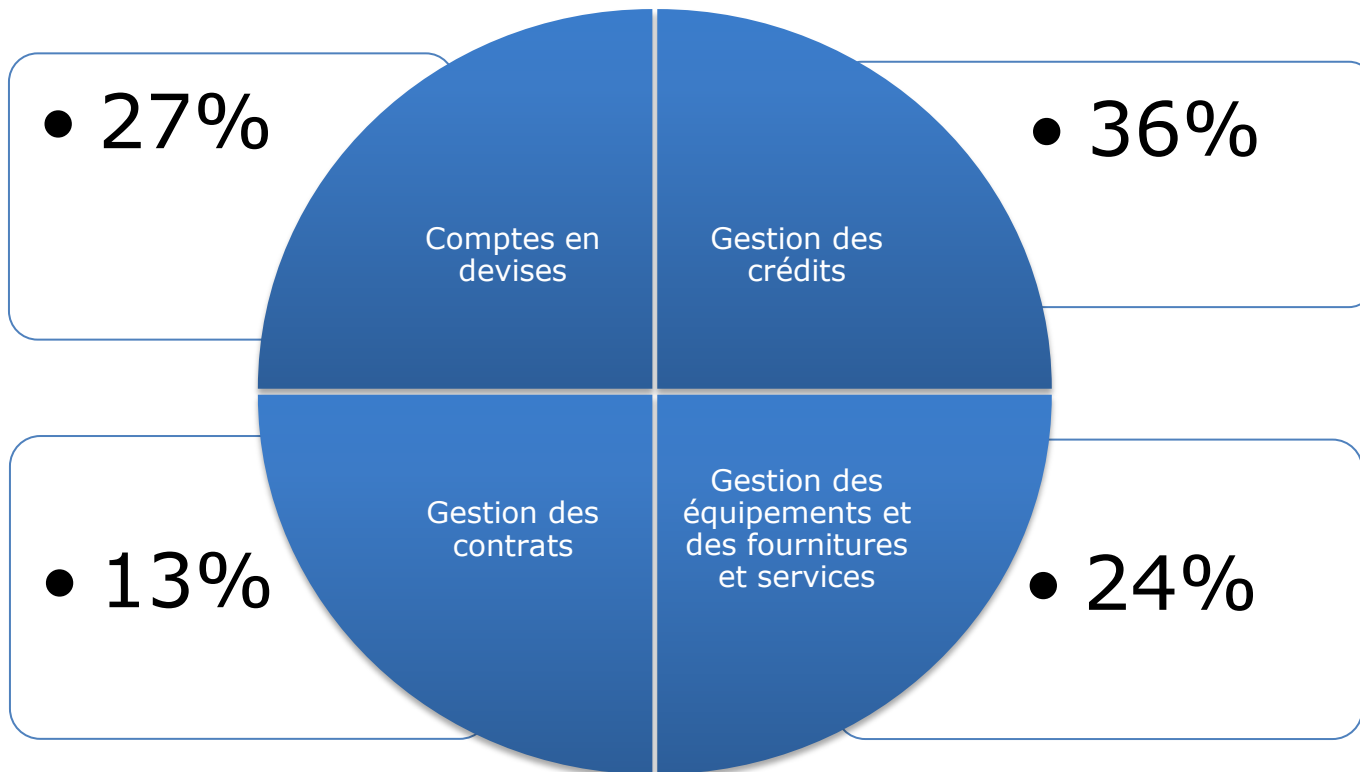 • 27%
• 36%
Comptes en
devises
Gestion des
crédits
Gestion des
contrats
Gestion des
équipements et
des fournitures
et services
• 13%
• 24%